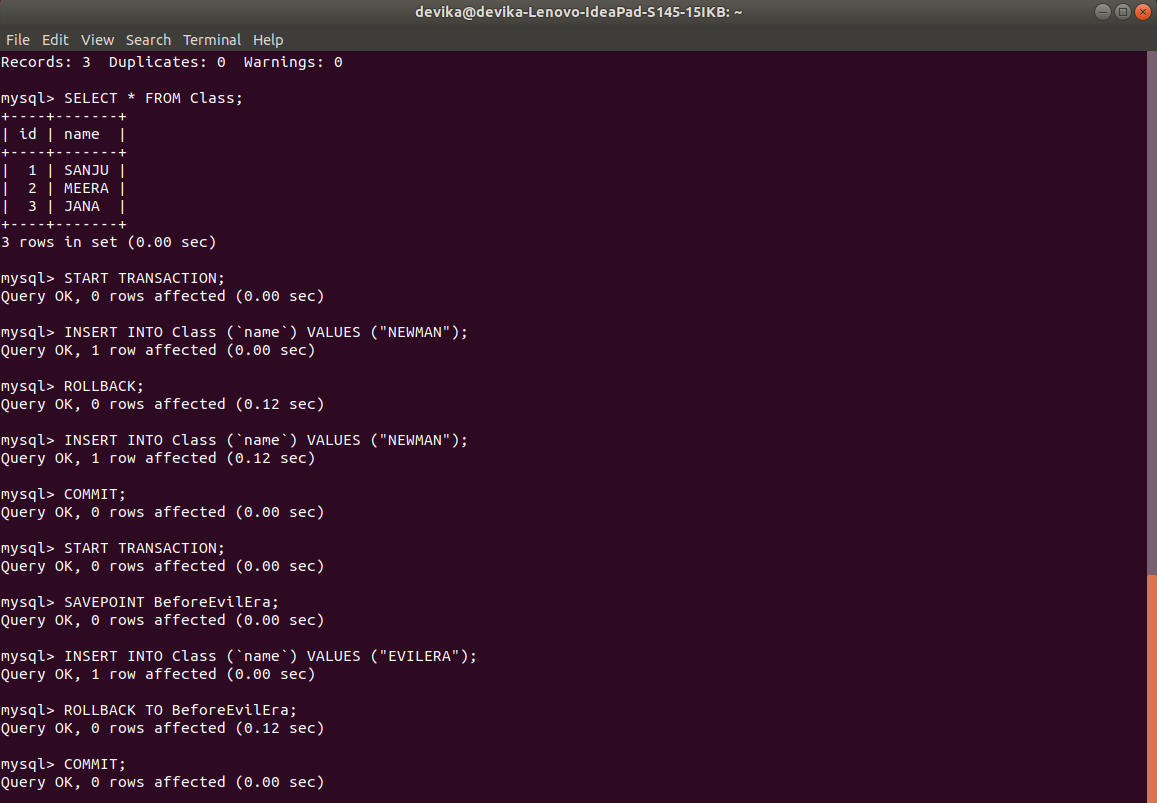 devika@devika-Lenovo-IdeaPad-S145-15IKB: ~
File Edit View Search Terminal Help
Records: 3  Duplicates: 0  Warnings: 0
mysql> SELECT * FROM Class;
+----+-------+
| id | name  |
+----+-------+
|  1 | SANJU |
|  2 | MEERA |
|  3 | JANA  |
+----+-------+
3 rows in set (0.00 sec)
mysql> START TRANSACTION;
Query OK, 0 rows affected (0.00 sec)
mysql> INSERT INTO Class (`name`) VALUES ("NEWMAN");
Query OK, 1 row affected (0.00 sec)
mysql> ROLLBACK;
Query OK, 0 rows affected (0.12 sec)
mysql> INSERT INTO Class (`name`) VALUES ("NEWMAN");
Query OK, 1 row affected (0.12 sec)
mysql> COMMIT;
Query OK, 0 rows affected (0.00 sec)
mysql> START TRANSACTION;
Query OK, 0 rows affected (0.00 sec)
mysql> SAVEPOINT BeforeEvilEra;
Query OK, 0 rows affected (0.00 sec)
mysql> INSERT INTO Class (`name`) VALUES ("EVILERA");
Query OK, 1 row affected (0.00 sec)
mysql> ROLLBACK TO BeforeEvilEra;
Query OK, 0 rows affected (0.12 sec)
mysql> COMMIT;
Query OK, 0 rows affected (0.00 sec)